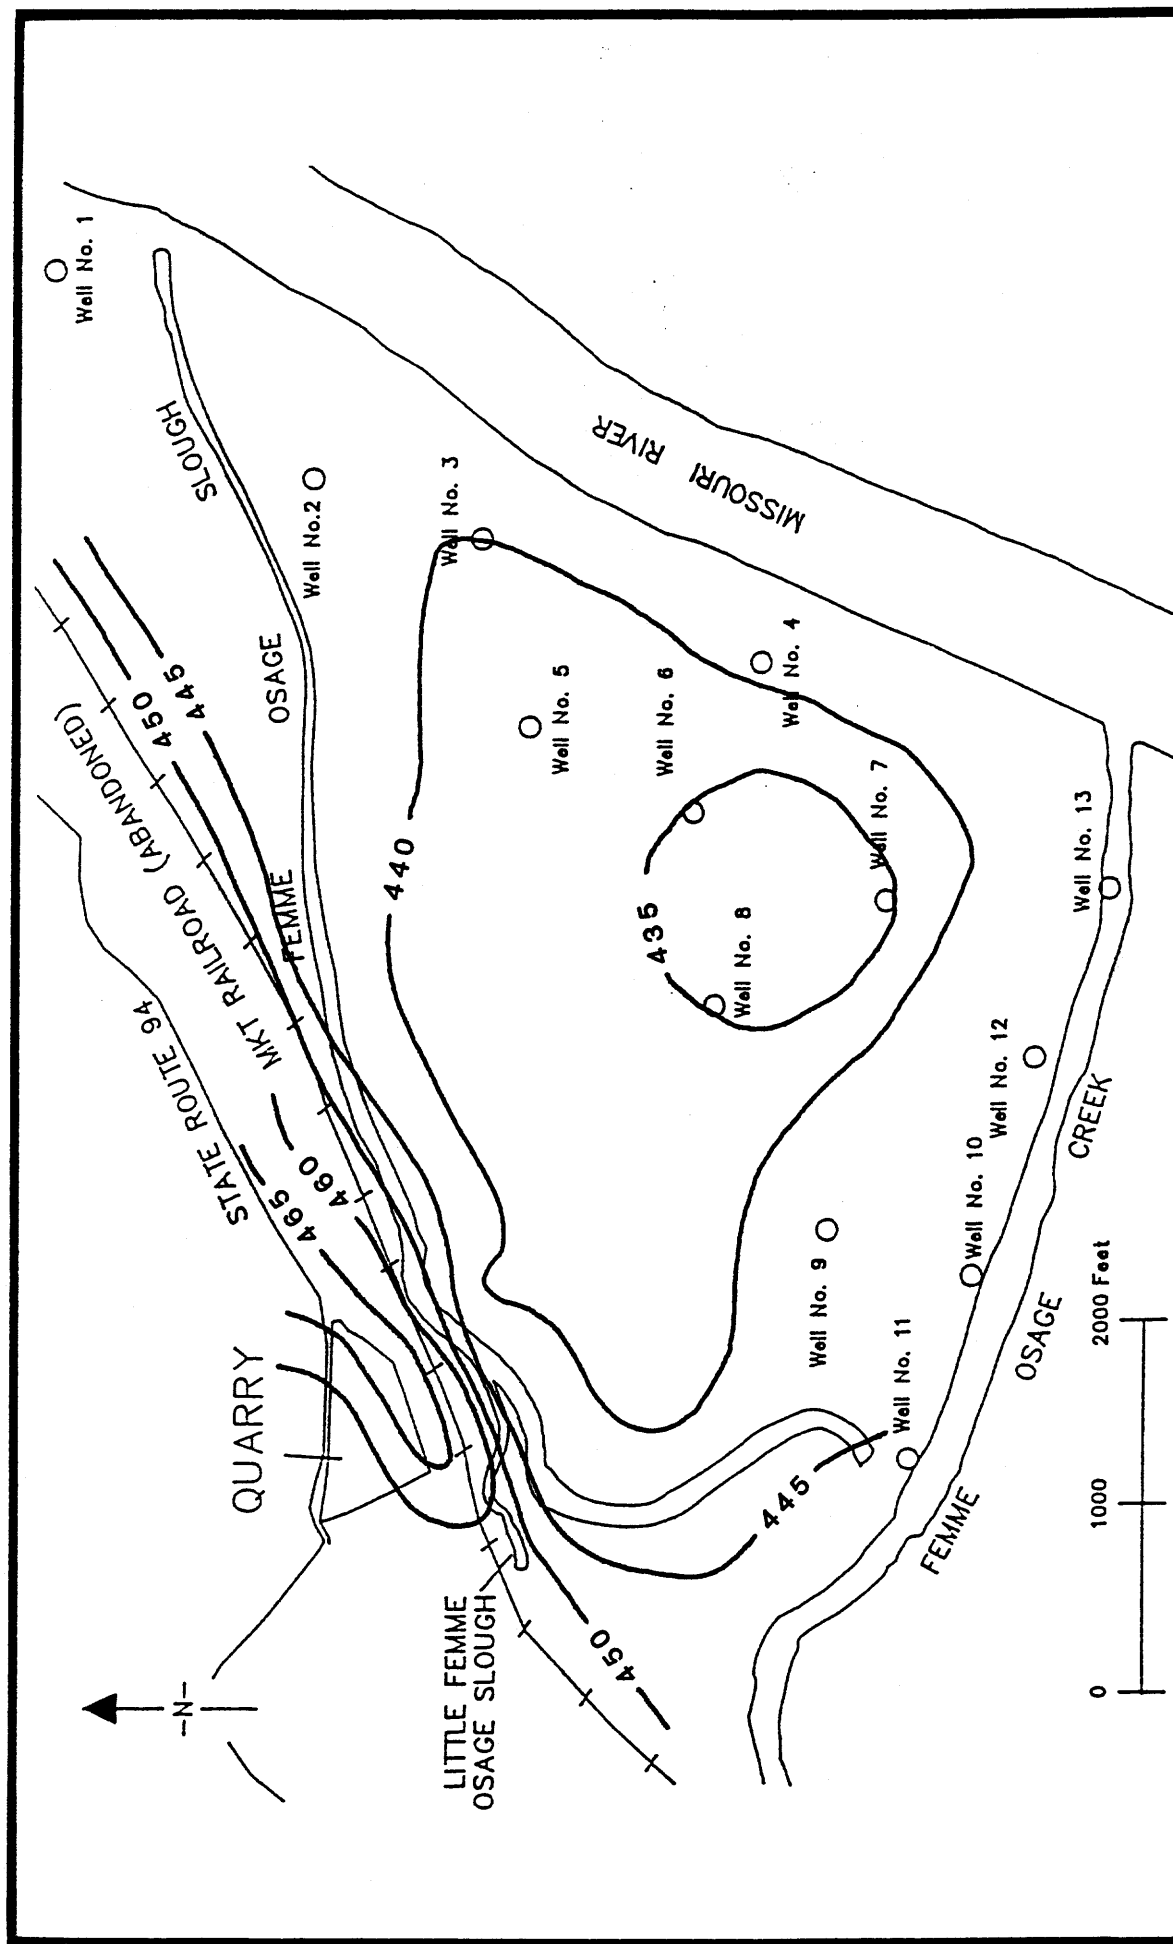 Well No. 1
SLOUGH
Well No.2
Well No. 3
MISSOURI RIVER
445
450
OSAGE
MKT RAILROAD (ABANDONED)
Well No. 5
Well No. 6
Well No. 4
440
Well No. 7
FEMME
435
Well No. 8
Well No. 13
STATE ROUTE 94
460
465
Well No. 12
CREEK
Well No. 10
QUARRY
Well No. 9
Well No. 11
OSAGE
445
FEMME
LITTLE FEMME
OSAGE SLOUGH
450
-N-
0
1000
2000 Feet